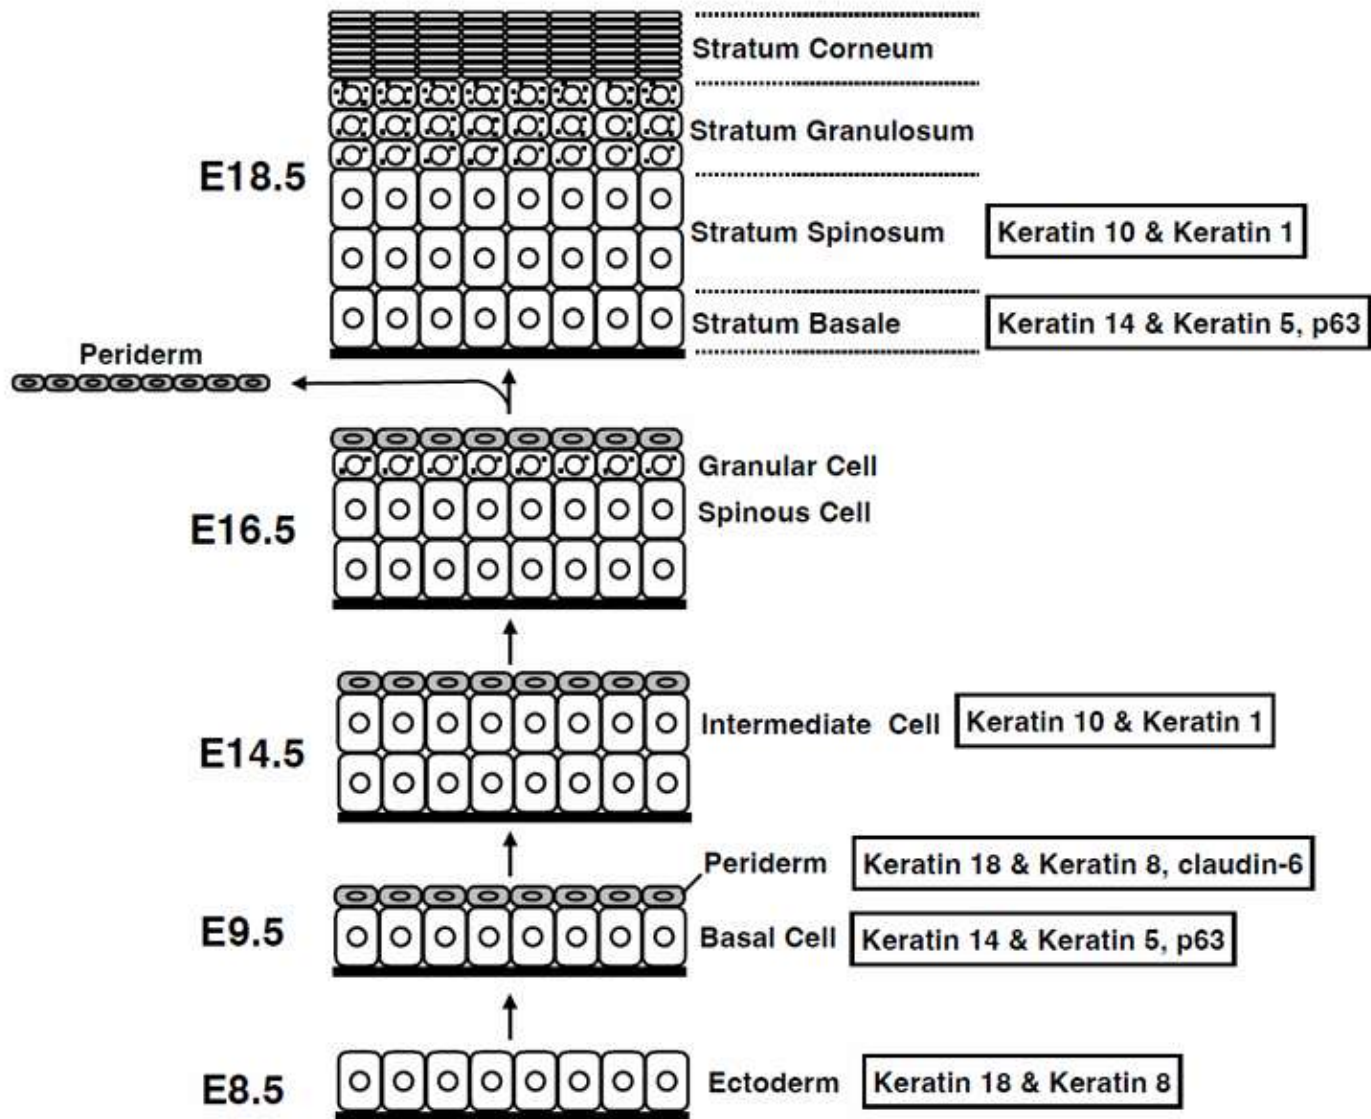 Stratum Corneum
Stratum Granulosum
E18.5
Stratum Spinosum
Keratin 10 & Keratin 1
Stratum Basale
Keratin 14 & Keratin 5, p63
Periderm
Granular Cell
Spinous Cell
E16.5
Intermediate Cell
Keratin 10 & Keratin 1
E14.5
Periderm
Keratin 18 & Keratin 8, claudin-6
E9.5
Basal Cell
Keratin 14 & Keratin 5, p63
E8.5
Ectoderm
Keratin 18 & Keratin 8